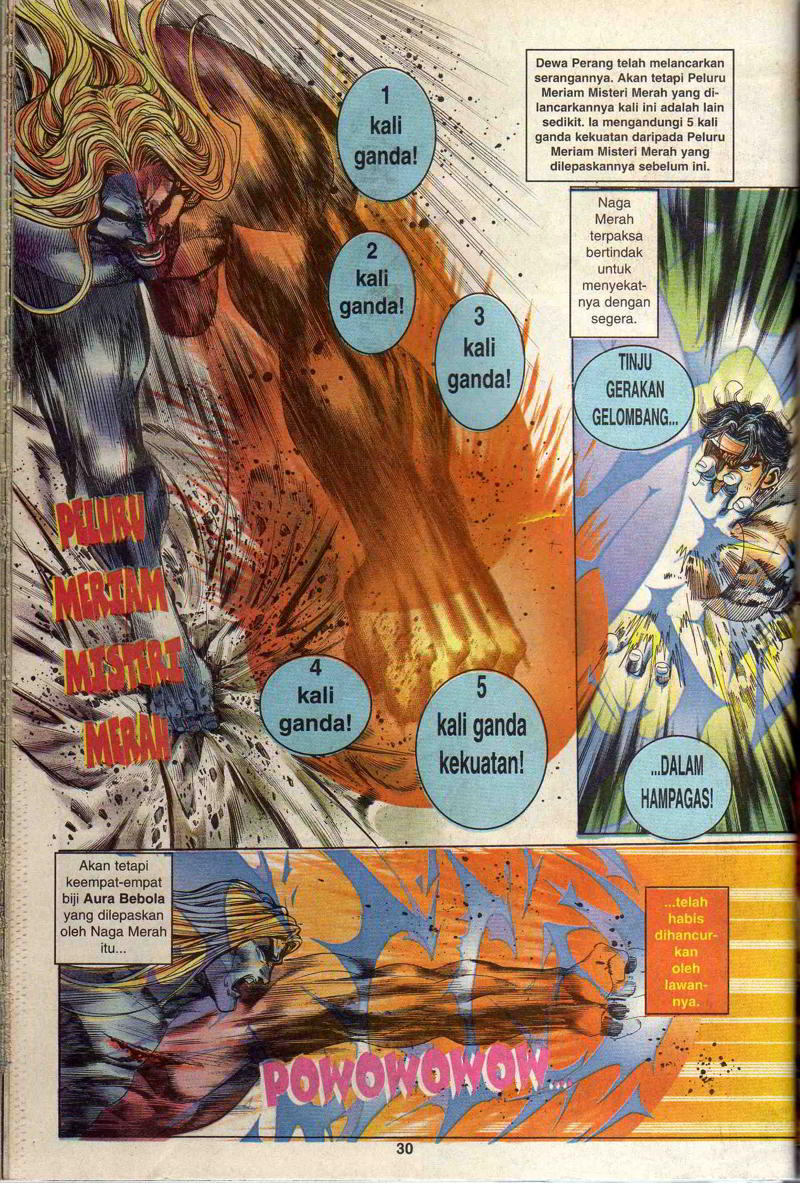 Dewa Perang telah melancarkan
serangannya. Akan tetapi Peluru
Meriam Misteri Merah yang di-
lancarkannya kali ini adalah lain
sedikit. Ia mengandungi 5 kali
ganda kekuatan daripada Peluru
Meriam Misteri Merah yang
dilepaskannya sebelum ini.
1
kali
ganda!
2
kali
ganda!
3
kali
ganda!
4
kali
ganda!
5
kali ganda
kekuatan!
PELURU
MERIAM
MISTERI
MERAH
Naga
Merah
terpaksa
bertindak
untuk
menyekat-
nya dengan
segera.
TINJU
GERAKAN
GELOMBANG...
...DALAM
HAMPAGAS!
Akan tetapi
keempat-empat
biji Aura Bebola
yang dilepaskan
oleh Naga Merah
itu...
...telah
habis
dihancur-
kan
oleh
lawan-
nya.
POWOWOWOW...
30